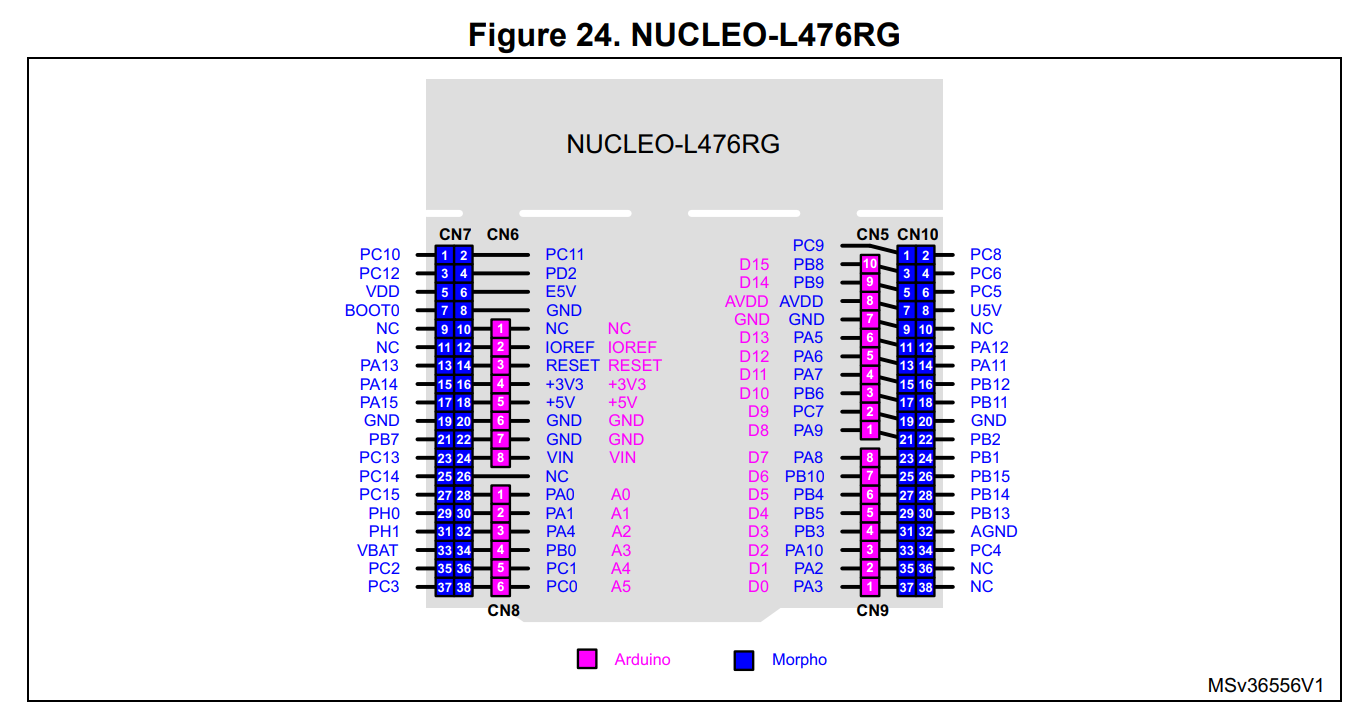 Figure 24. NUCLEO-L476RG
NUCLEO-L476RG
CN7 CN6 CN5 CN10
PC9
PC10 1 2 PC11 1 2 PC8
D15 PB8 10
PC12 3 4 PD2 3 4 PC6
D14 PB9 9
VDD 5 6 E5V 5 6 PC5
AVDD AVDD 8
BOOT0 7 8 GND 7 8 U5V
GND GND 7
NC 9 10 1 NC NC 9 10 NC
D13 PA5 6
NC 11 12 2 IOREF IOREF 11 12 PA12
D12 PA6 5
PA13 13 14 3 RESET RESET 13 14 PA11
D11 PA7 4
PA14 15 16 4 +3V3 +3V3 15 16 PB12
D10 PB6 3
PA15 17 18 5 +5V +5V 17 18 PB11
D9 PC7 2
GND 19 20 6 GND GND 19 20 GND
D8 PA9 1
PB7 21 22 7 GND GND 21 22 PB2
PC13 23 24 8 VIN VIN D7 PA8 8 23 24 PB1
PC14 25 26 NC D6 PB10 7 25 26 PB15
PC15 27 28 1 PA0 A0 D5 PB4 6 27 28 PB14
PH0 29 30 2 PA1 A1 D4 PB5 5 29 30 PB13
PH1 31 32 3 PA4 A2 D3 PB3 4 31 32 AGND
VBAT 33 34 4 PB0 A3 D2 PA10 3 33 34 PC4
PC2 35 36 5 PC1 A4 D1 PA2 2 35 36 NC
PC3 37 38 6 PC0 A5 D0 PA3 1 37 38 NC
CN8 CN9
Arduino Morpho
MSv36556V1